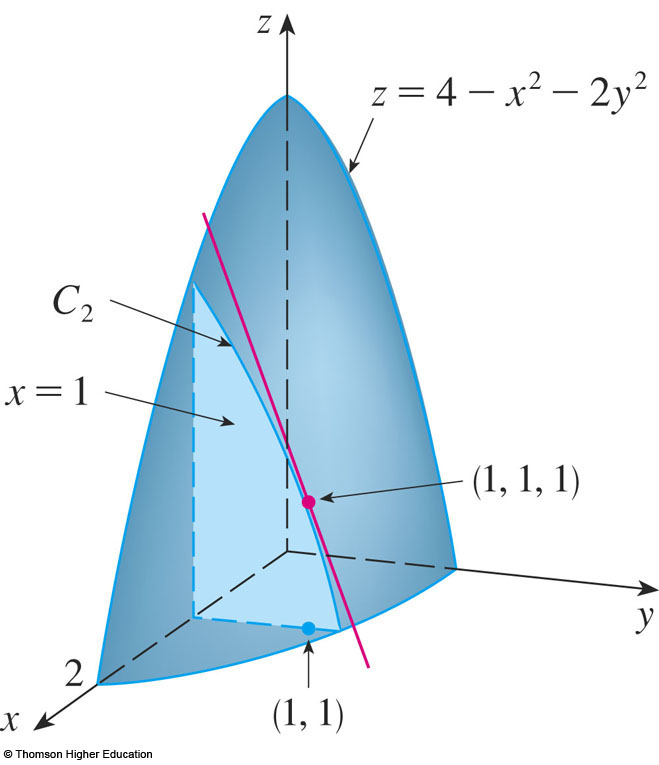 z
z = 4 − x² − 2y²
C₂
x = 1
(1, 1, 1)
y
2
(1, 1)
x
© Thomson Higher Education